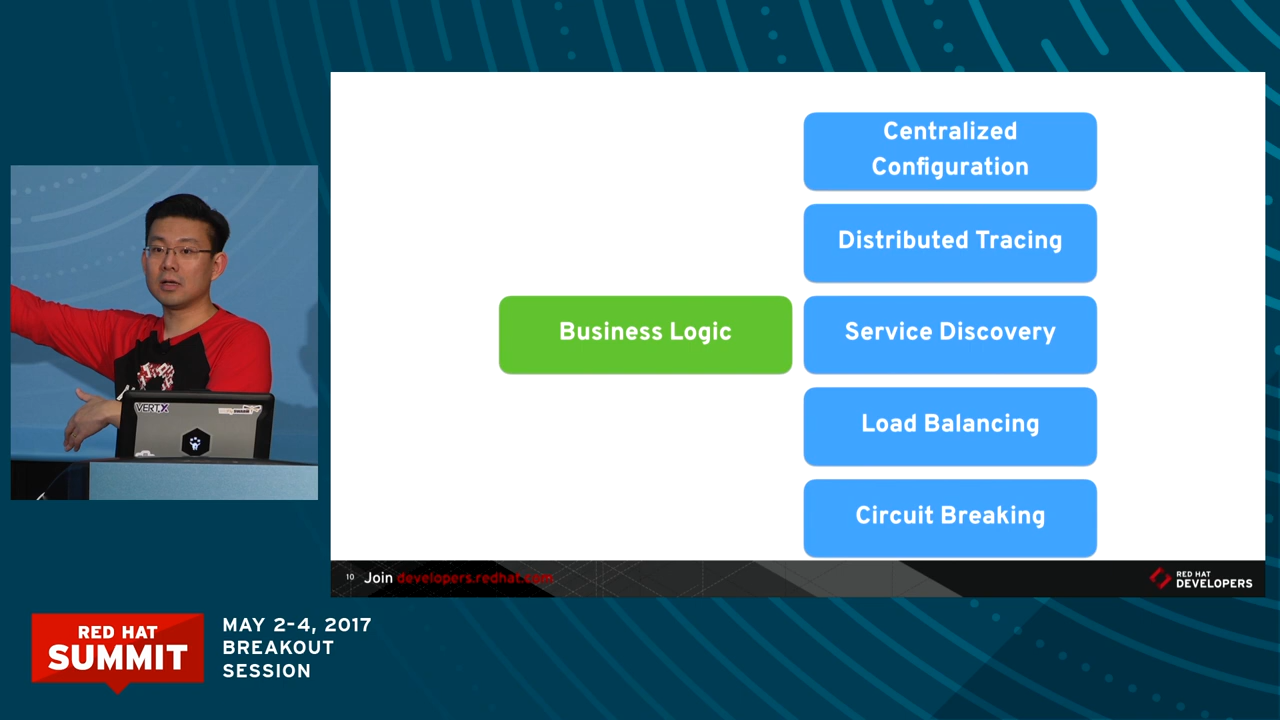 Centralized
Configuration
Distributed Tracing
Business Logic
Service Discovery
Load Balancing
Circuit Breaking
10 Join developers.redhat.com
RED HAT
DEVELOPERS
VERT.X
RED HAT
SUMMIT
MAY 2-4, 2017
BREAKOUT
SESSION